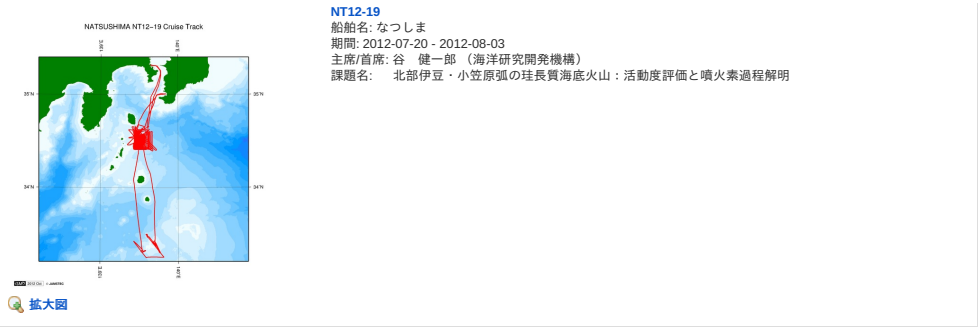 NATSUSHIMA NT12-19 Cruise Track
35°N
35°N
34°N
34°N
140°E
140°E
NT12-19
船舶名: なつしま
期間: 2012-07-20 - 2012-08-03
主席/首席: 谷　健一郎 （海洋研究開発機構）
課題名:　 北部伊豆・小笠原弧の珪長質海底火山：活動度評価と噴火素過程解明
拡大図